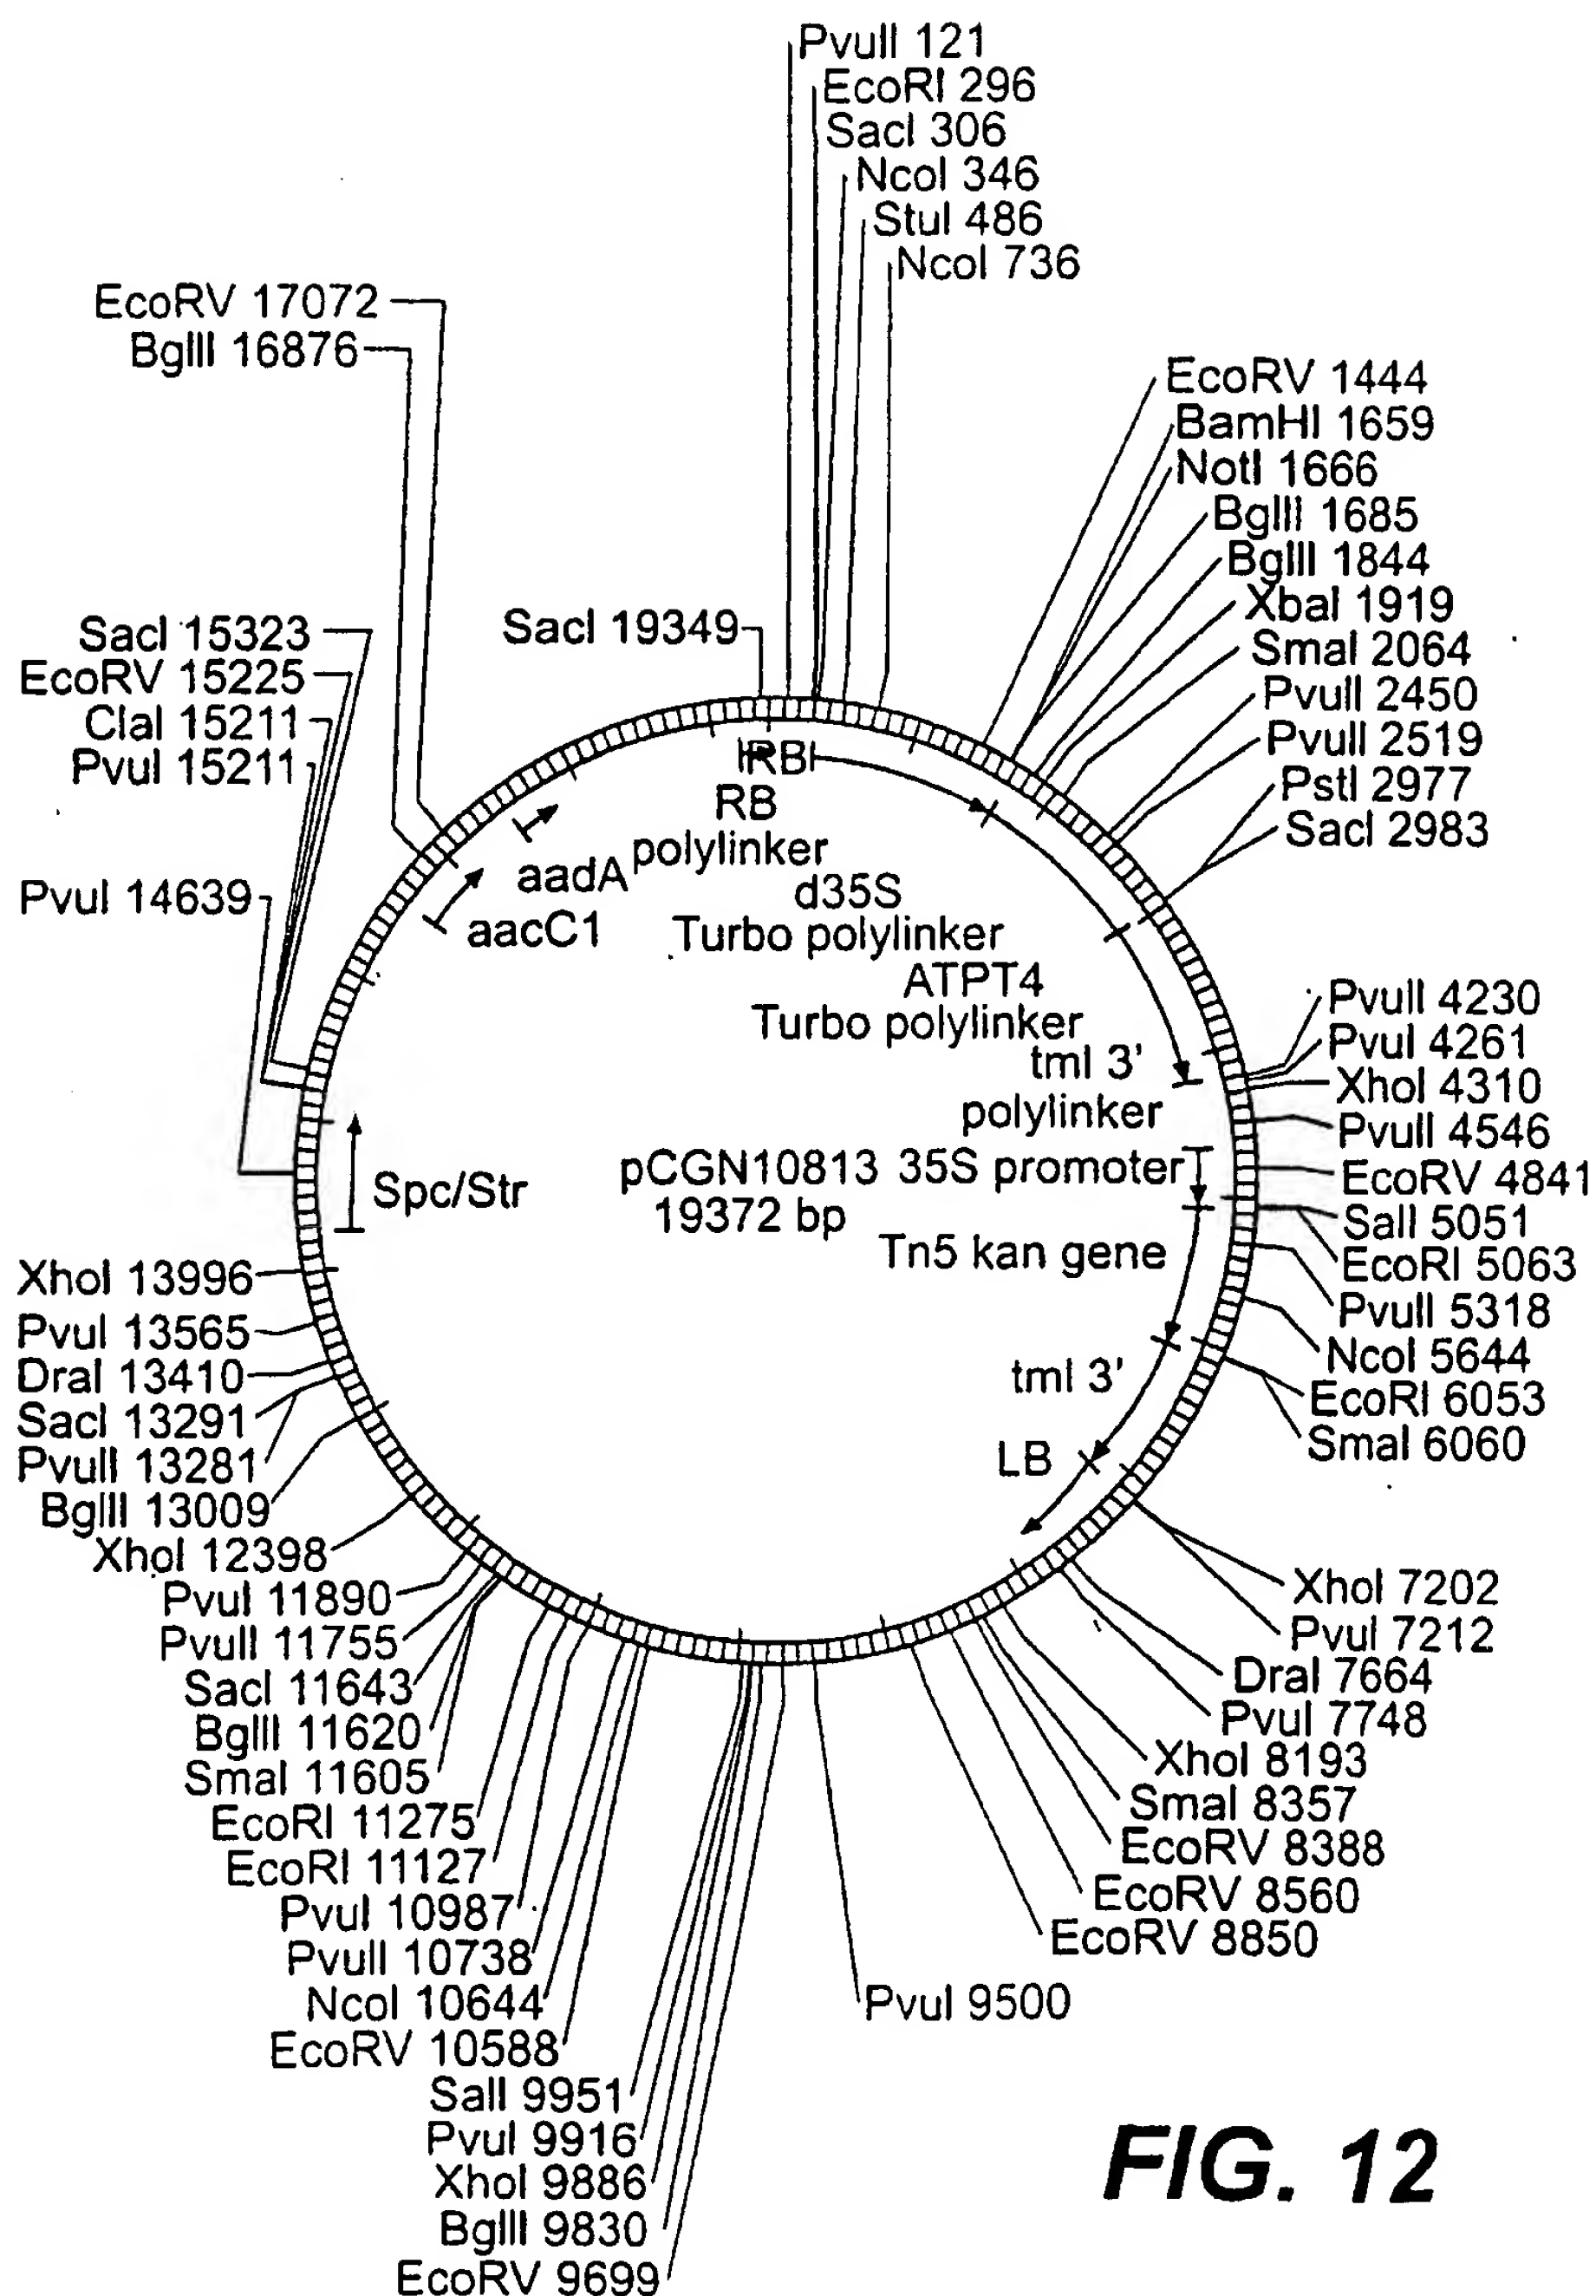 PvuII 121
EcoRI 296
SacI 306
NcoI 346
StuI 486
NcoI 736
EcoRV 17072
BglII 16876
EcoRV 1444
BamHI 1659
NotI 1666
BglII 1685
BglII 1844
XbaI 1919
SmaI 2064
PvuII 2450
PvuII 2519
PstI 2977
SacI 2983
SacI 19349
SacI 15323
EcoRV 15225
ClaI 15211
PvuI 15211
PvuI 14639
RB
RB
polylinker
aadA
aacC1
d35S
Turbo polylinker
ATPT4
Turbo polylinker
tml 3'
polylinker
PvuII 4230
PvuI 4261
XhoI 4310
PvuII 4546
EcoRV 4841
SalI 5051
EcoRI 5063
PvuII 5318
NcoI 5644
EcoRI 6053
SmaI 6060
Spc/Str
pCGN10813
19372 bp
35S promoter
Tn5 kan gene
tml 3'
LB
XhoI 13996
PvuI 13565
DraI 13410
SacI 13291
PvuII 13281
BglII 13009
XhoI 12398
PvuI 11890
PvuII 11755
SacI 11643
BglII 11620
SmaI 11605
EcoRI 11275
EcoRI 11127
PvuI 10987
PvuII 10738
NcoI 10644
EcoRV 10588
SalI 9951
PvuI 9916
XhoI 9886
BglII 9830
EcoRV 9699
XhoI 7202
PvuI 7212
DraI 7664
PvuI 7748
XhoI 8193
SmaI 8357
EcoRV 8388
EcoRV 8560
EcoRV 8850
PvuI 9500
FIG. 12